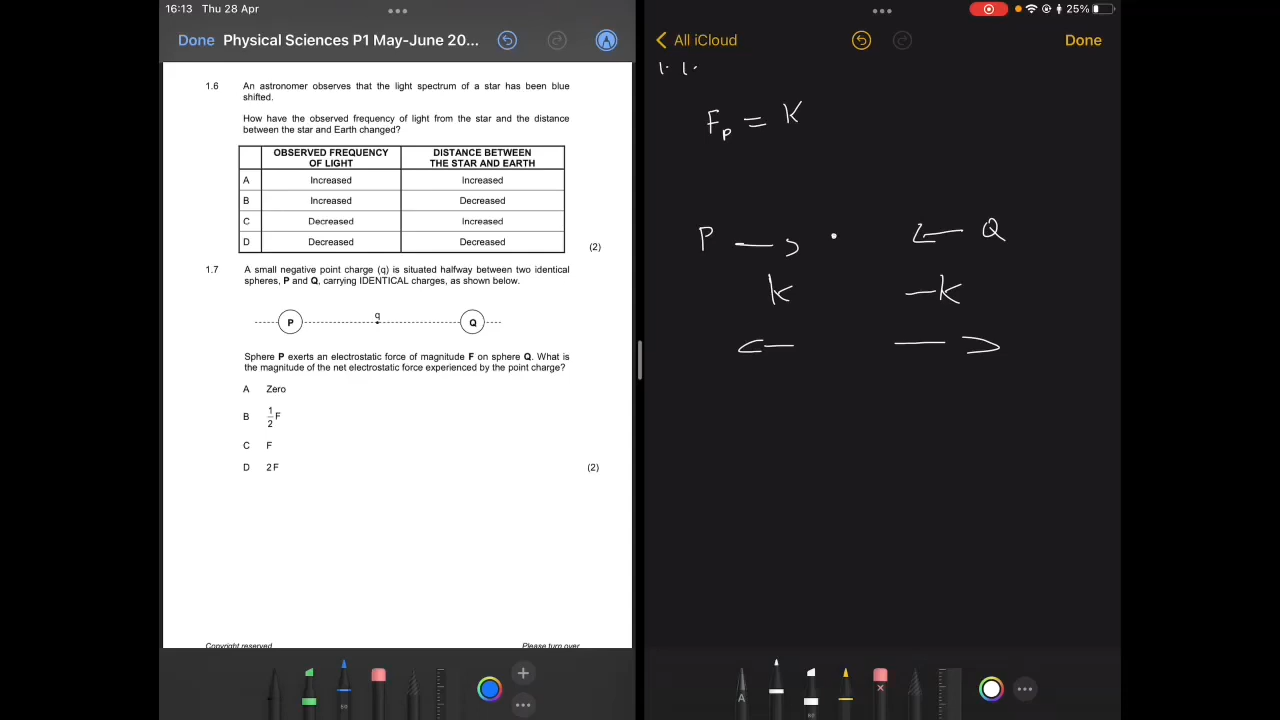 16:13 Thu 28 Apr
25%
Done Physical Sciences P1 May-June 20...
All iCloud
Done
1.6 An astronomer observes that the light spectrum of a star has been blue
shifted.
How have the observed frequency of light from the star and the distance
between the star and Earth changed?
OBSERVED FREQUENCY OF LIGHT DISTANCE BETWEEN THE STAR AND EARTH
A Increased Increased
B Increased Decreased
C Decreased Increased
D Decreased Decreased
(2)
1.7 A small negative point charge (q) is situated halfway between two identical
spheres, P and Q, carrying IDENTICAL charges, as shown below.
P q Q
Sphere P exerts an electrostatic force of magnitude F on sphere Q. What is
the magnitude of the net electrostatic force experienced by the point charge?
A Zero
B 1/2 F
C F
D 2F (2)
Copyright reserved Please turn over
1.1.
Fp = K
P Q
k -k
A